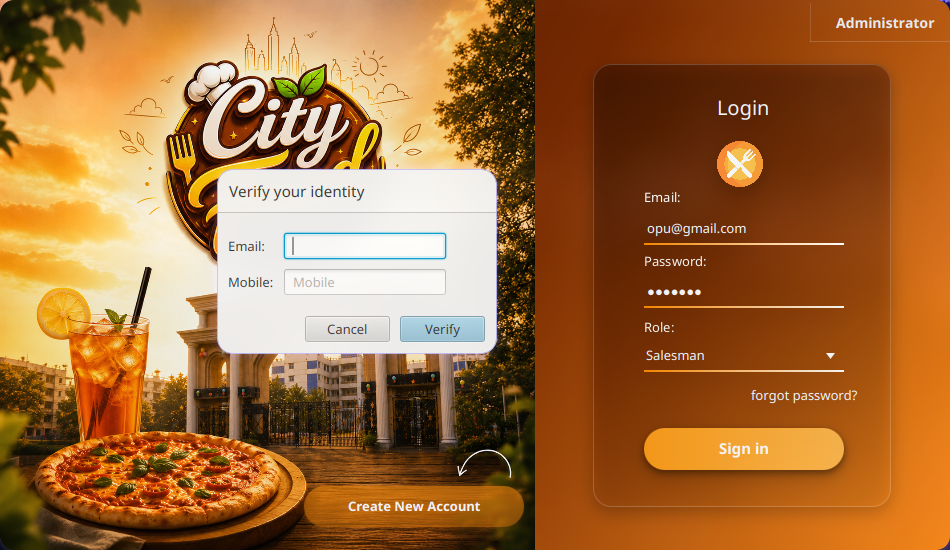 City
Verify your identity
Email:
Mobile:
Mobile
Cancel
Verify
Create New Account
Administrator
Login
Email:
opu@gmail.com
Password:
•••••••
Role:
Salesman
forgot password?
Sign in